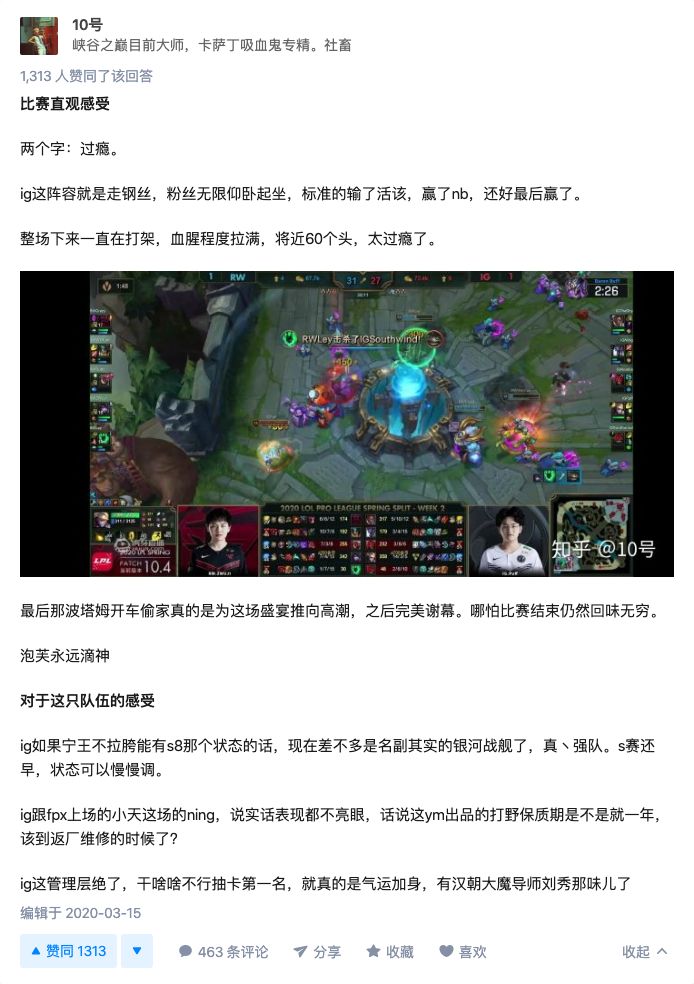 10号
峡谷之巅目前大师，卡萨丁吸血鬼专精。社畜
1,313 人赞同了该回答
比赛直观感受
两个字：过瘾。
ig这阵容就是走钢丝，粉丝无限仰卧起坐，标准的输了活该，赢了nb，还好最后赢了。
整场下来一直在打架，血腥程度拉满，将近60个头，太过瘾了。
1:48
1 RW
31 27
IG 1
2:26
RWLey击杀了IGSouthwind!
2020 LOL PRO LEAGUE SPRING SPLIT - WEEK 2
LPL
PATCH
10.4
知乎 @10号
最后那波塔姆开车偷家真的是为这场盛宴推向高潮，之后完美谢幕。哪怕比赛结束仍然回味无穷。
泡芙永远滴神
对于这只队伍的感受
ig如果宁王不拉胯能有s8那个状态的话，现在差不多是名副其实的银河战舰了，真丶强队。s赛还
早，状态可以慢慢调。
ig跟fpx上场的小天这场的ning，说实话表现都不亮眼，话说这ym出品的打野保质期是不是就一年，
该到返厂维修的时候了?
ig这管理层绝了，干啥啥不行抽卡第一名，就真的是气运加身，有汉朝大魔导师刘秀那味儿了
编辑于 2020-03-15
赞同 1313
463 条评论
分享
收藏
喜欢
收起